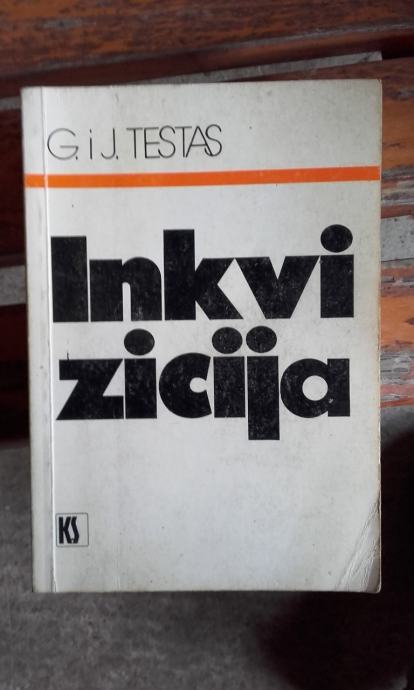 G. i J. TESTAS
Inkvi
zicija
KS